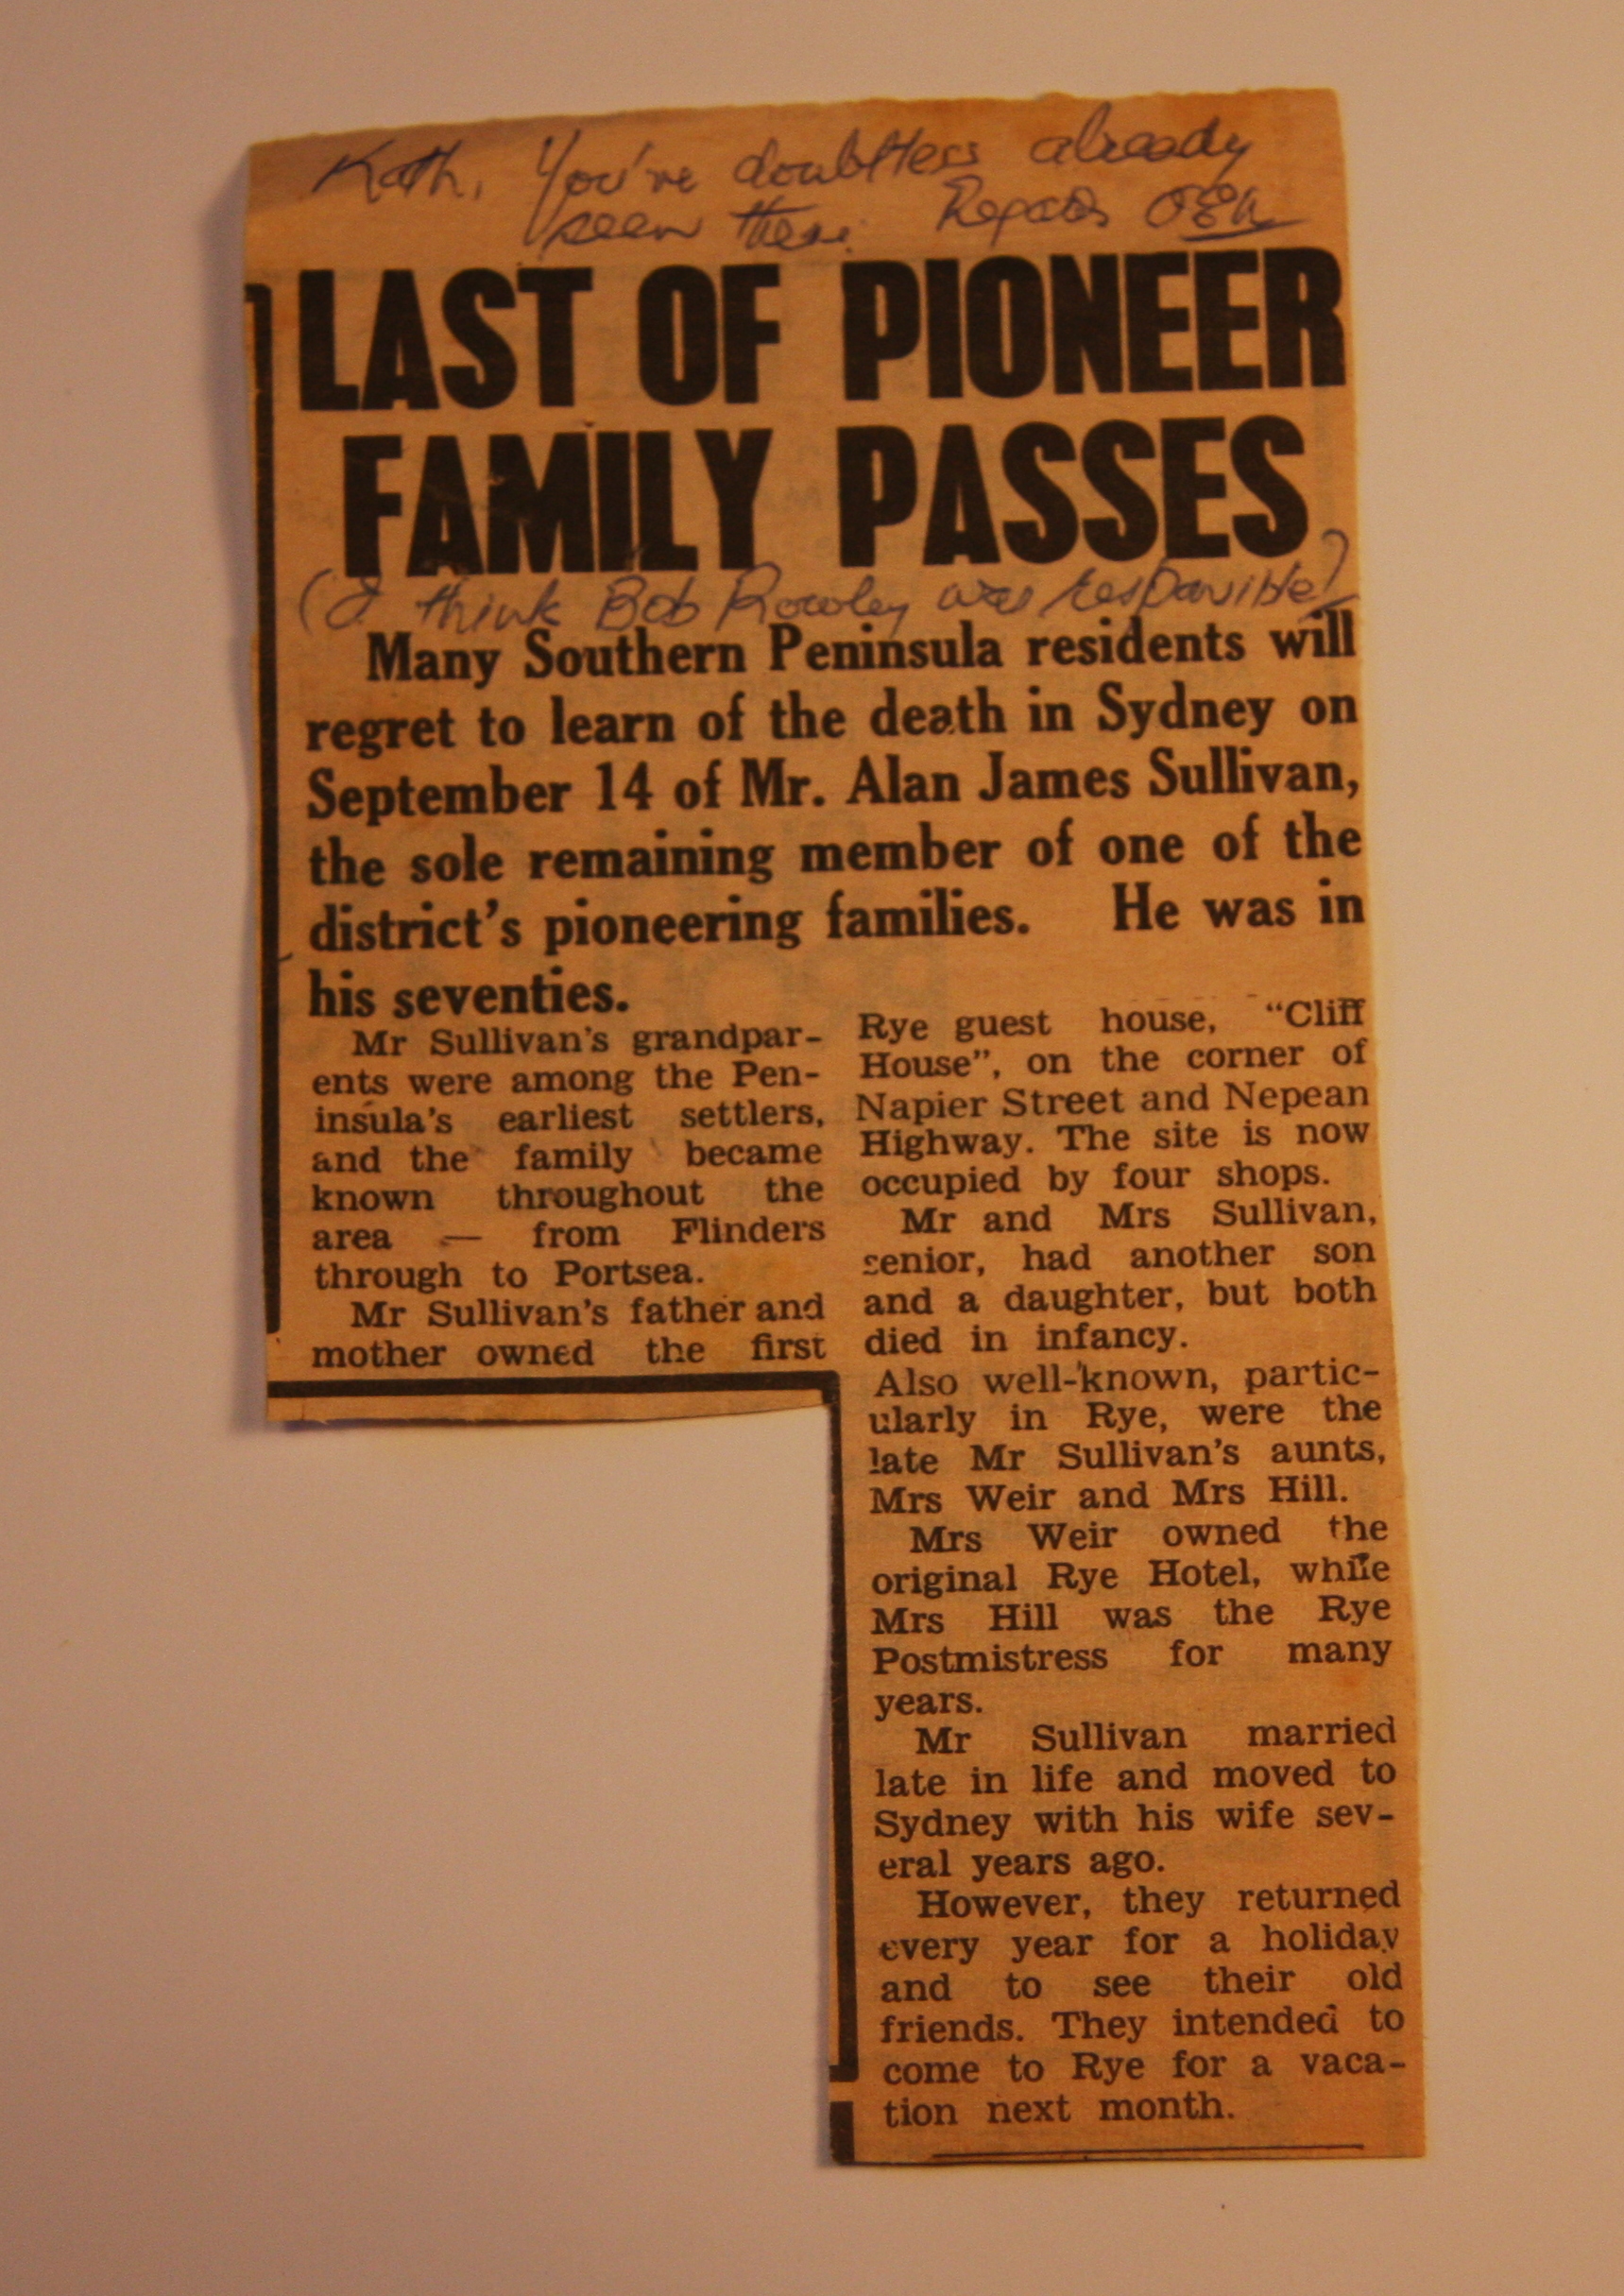 Kath, You've doubtless already
seen these. Regards
LAST OF PIONEER
FAMILY PASSES
(I think Bob Rowley was responsible)
Many Southern Peninsula residents will
regret to learn of the death in Sydney on
September 14 of Mr. Alan James Sullivan,
the sole remaining member of one of the
district's pioneering families. He was in
his seventies.
Mr Sullivan's grandpar-
ents were among the Pen-
insula's earliest settlers,
and the family became
known throughout the
area — from Flinders
through to Portsea.
Mr Sullivan's father and
mother owned the first
Rye guest house, "Cliff
House", on the corner of
Napier Street and Nepean
Highway. The site is now
occupied by four shops.
Mr and Mrs Sullivan,
senior, had another son
and a daughter, but both
died in infancy.
Also well-known, partic-
ularly in Rye, were the
late Mr Sullivan's aunts,
Mrs Weir and Mrs Hill.
Mrs Weir owned the
original Rye Hotel, while
Mrs Hill was the Rye
Postmistress for many
years.
Mr Sullivan married
late in life and moved to
Sydney with his wife sev-
eral years ago.
However, they returned
every year for a holiday
and to see their old
friends. They intended to
come to Rye for a vaca-
tion next month.